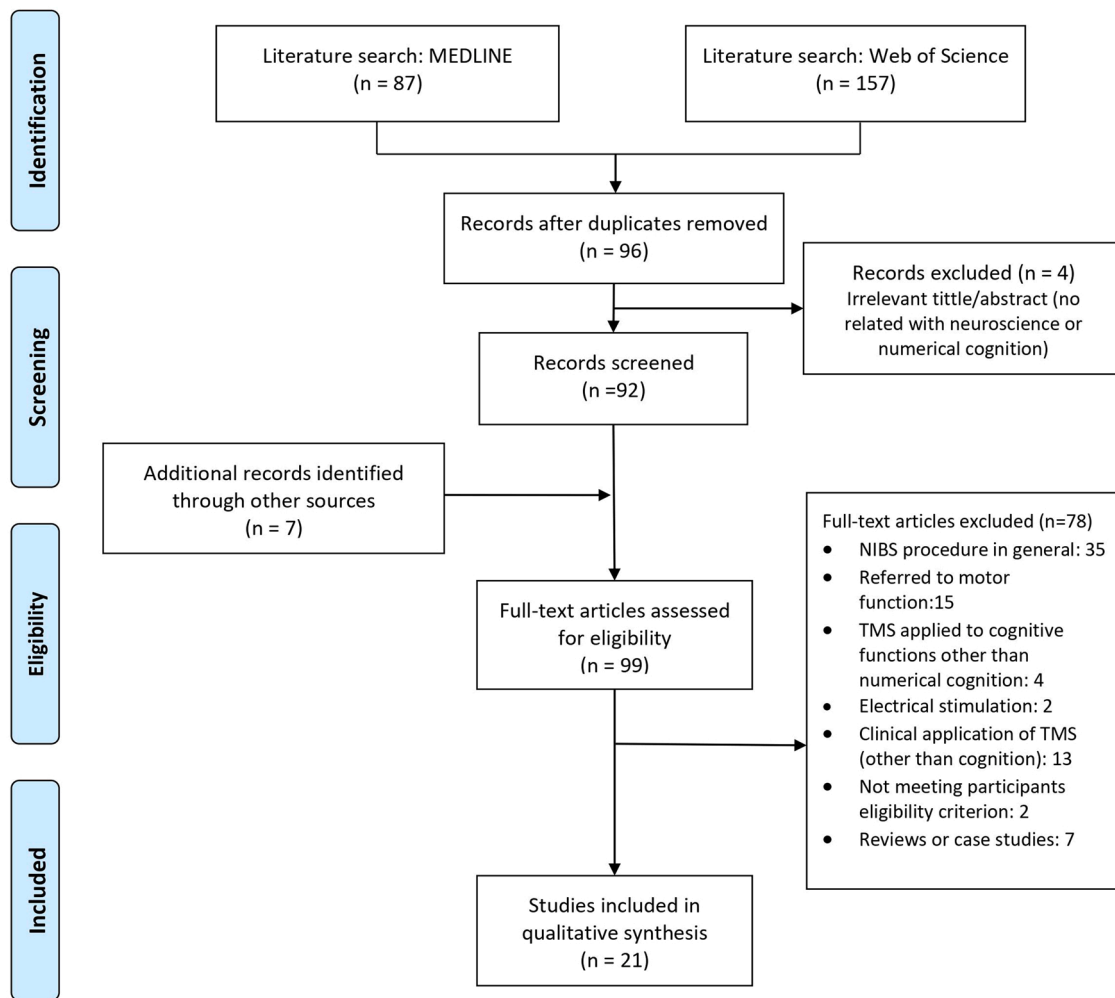 Identification
Literature search: MEDLINE
(n = 87)
Literature search: Web of Science
(n = 157)
Records after duplicates removed
(n = 96)
Records excluded (n = 4)
Irrelevant tittle/abstract (no
related with neuroscience or
numerical cognition)
Screening
Records screened
(n =92)
Additional records identified
through other sources
(n = 7)
Eligibility
Full-text articles assessed
for eligibility
(n = 99)
Full-text articles excluded (n=78)
● NIBS procedure in general: 35
● Referred to motor
function:15
● TMS applied to cognitive
functions other than
numerical cognition: 4
● Electrical stimulation: 2
● Clinical application of TMS
(other than cognition): 13
● Not meeting participants
eligibility criterion: 2
● Reviews or case studies: 7
Included
Studies included in
qualitative synthesis
(n = 21)